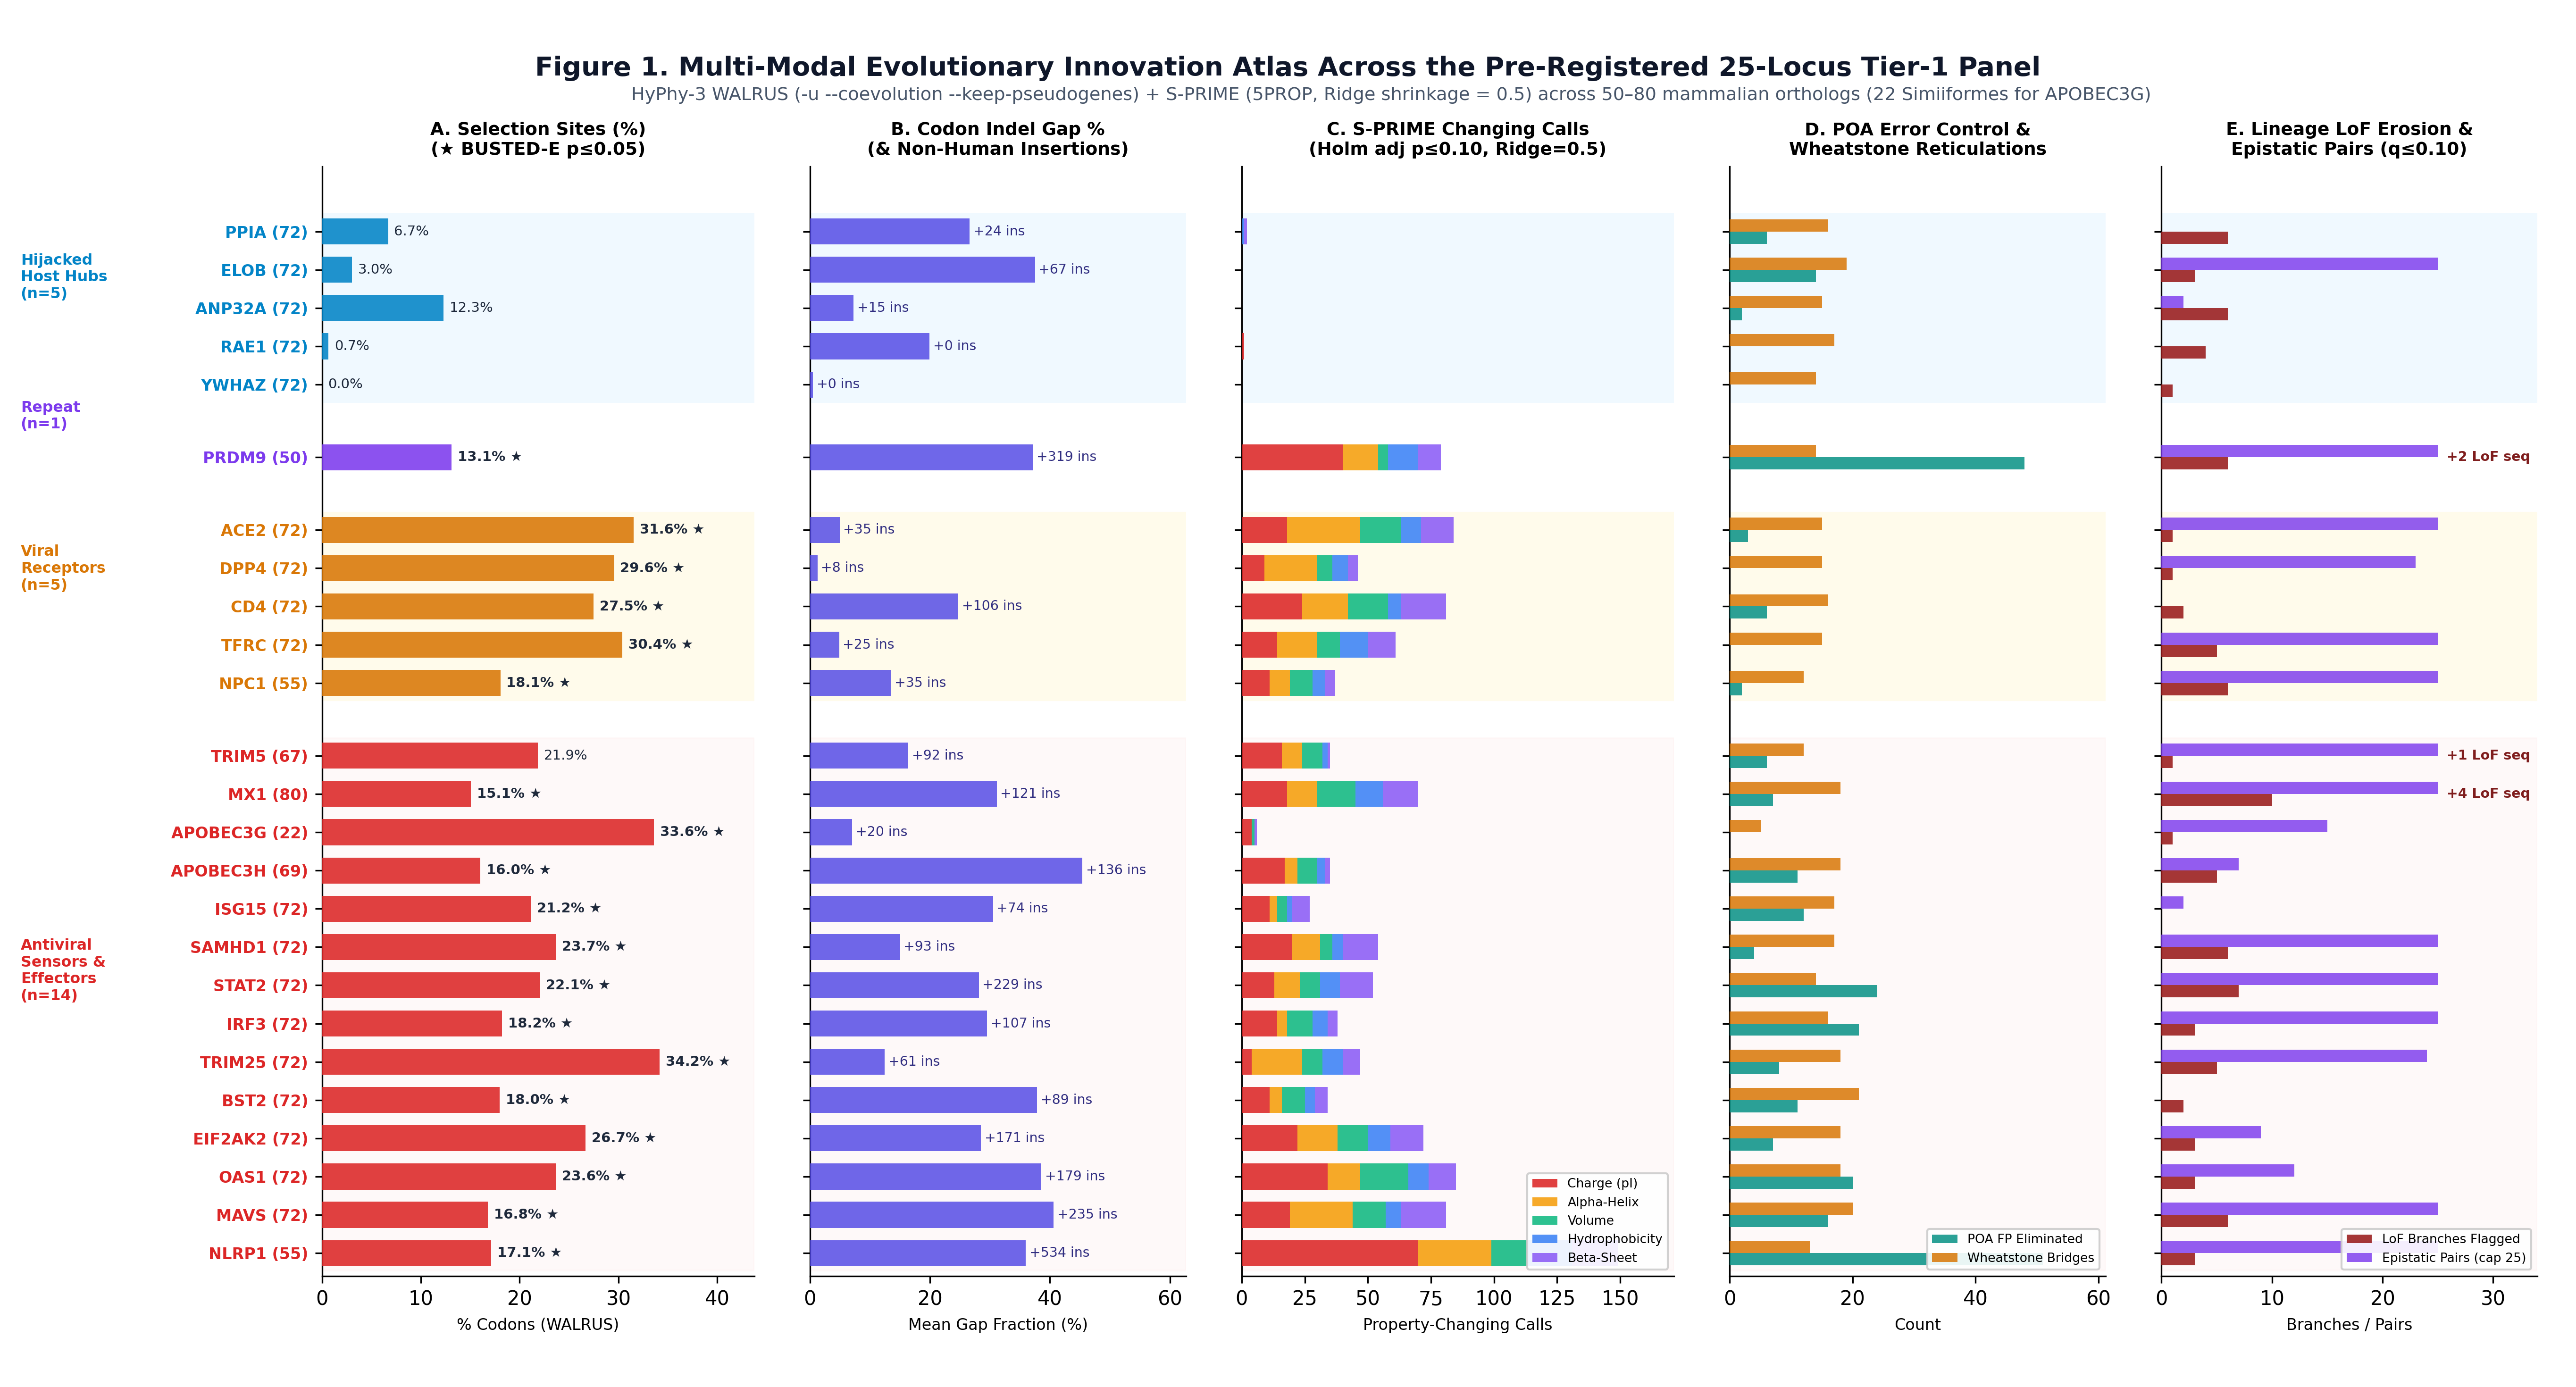 Figure 1. Multi-Modal Evolutionary Innovation Atlas Across the Pre-Registered 25-Locus Tier-1 Panel
HyPhy-3 WALRUS (-u --coevolution --keep-pseudogenes) + S-PRIME (5PROP, Ridge shrinkage = 0.5) across 50–80 mammalian orthologs (22 Simiiformes for APOBEC3G)
A. Selection Sites (%)
(★ BUSTED-E p≤0.05)
B. Codon Indel Gap %
(& Non-Human Insertions)
C. S-PRIME Changing Calls
(Holm adj p≤0.10, Ridge=0.5)
D. POA Error Control &
Wheatstone Reticulations
E. Lineage LoF Erosion &
Epistatic Pairs (q≤0.10)
Hijacked
Host Hubs
(n=5)
PPIA (72) 6.7% +24 ins
ELOB (72) 3.0% +67 ins
ANP32A (72) 12.3% +15 ins
RAE1 (72) 0.7% +0 ins
YWHAZ (72) 0.0% +0 ins
Repeat
(n=1)
PRDM9 (50) 13.1% ★ +319 ins +2 LoF seq
Viral
Receptors
(n=5)
ACE2 (72) 31.6% ★ +35 ins
DPP4 (72) 29.6% ★ +8 ins
CD4 (72) 27.5% ★ +106 ins
TFRC (72) 30.4% ★ +25 ins
NPC1 (55) 18.1% ★ +35 ins
Antiviral
Sensors &
Effectors
(n=14)
TRIM5 (67) 21.9% +92 ins +1 LoF seq
MX1 (80) 15.1% ★ +121 ins +4 LoF seq
APOBEC3G (22) 33.6% ★ +20 ins
APOBEC3H (69) 16.0% ★ +136 ins
ISG15 (72) 21.2% ★ +74 ins
SAMHD1 (72) 23.7% ★ +93 ins
STAT2 (72) 22.1% ★ +229 ins
IRF3 (72) 18.2% ★ +107 ins
TRIM25 (72) 34.2% ★ +61 ins
BST2 (72) 18.0% ★ +89 ins
EIF2AK2 (72) 26.7% ★ +171 ins
OAS1 (72) 23.6% ★ +179 ins
MAVS (72) 16.8% ★ +235 ins
NLRP1 (55) 17.1% ★ +534 ins
Charge (pI)
Alpha-Helix
Volume
Hydrophobicity
Beta-Sheet
POA FP Eliminated
Wheatstone Bridges
LoF Branches Flagged
Epistatic Pairs (cap 25)
0 10 20 30 40
% Codons (WALRUS)
0 20 40 60
Mean Gap Fraction (%)
0 25 50 75 100 125 150
Property-Changing Calls
0 20 40 60
Count
0 10 20 30
Branches / Pairs